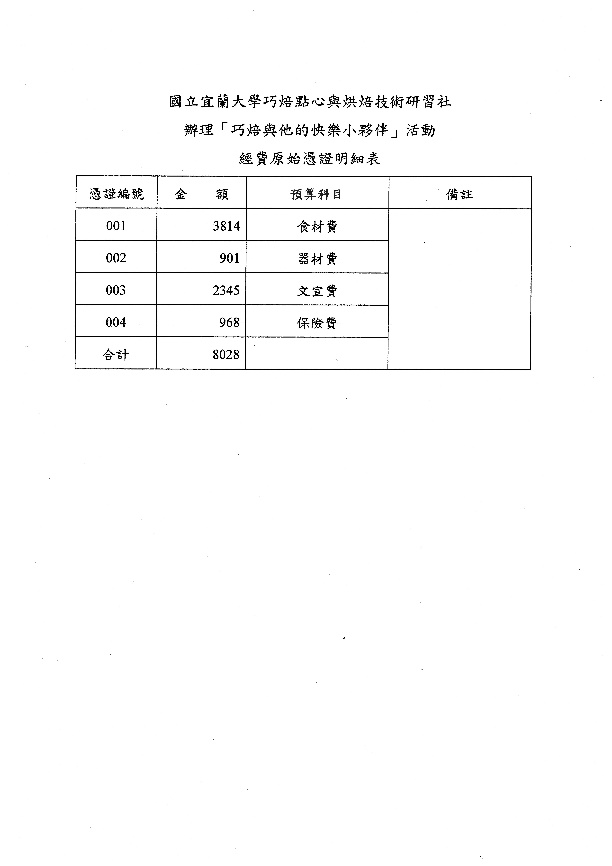 國立宜蘭大學巧焙點心與烘焙技術研習社
辦理「巧焙與他的快樂小夥伴」活動
經費原始憑證明細表
憑證編號 金 額 預算科目 備註
001 3814 食材費
002 901 器材費
003 2345 文宣費
004 968 保險費
合計 8028